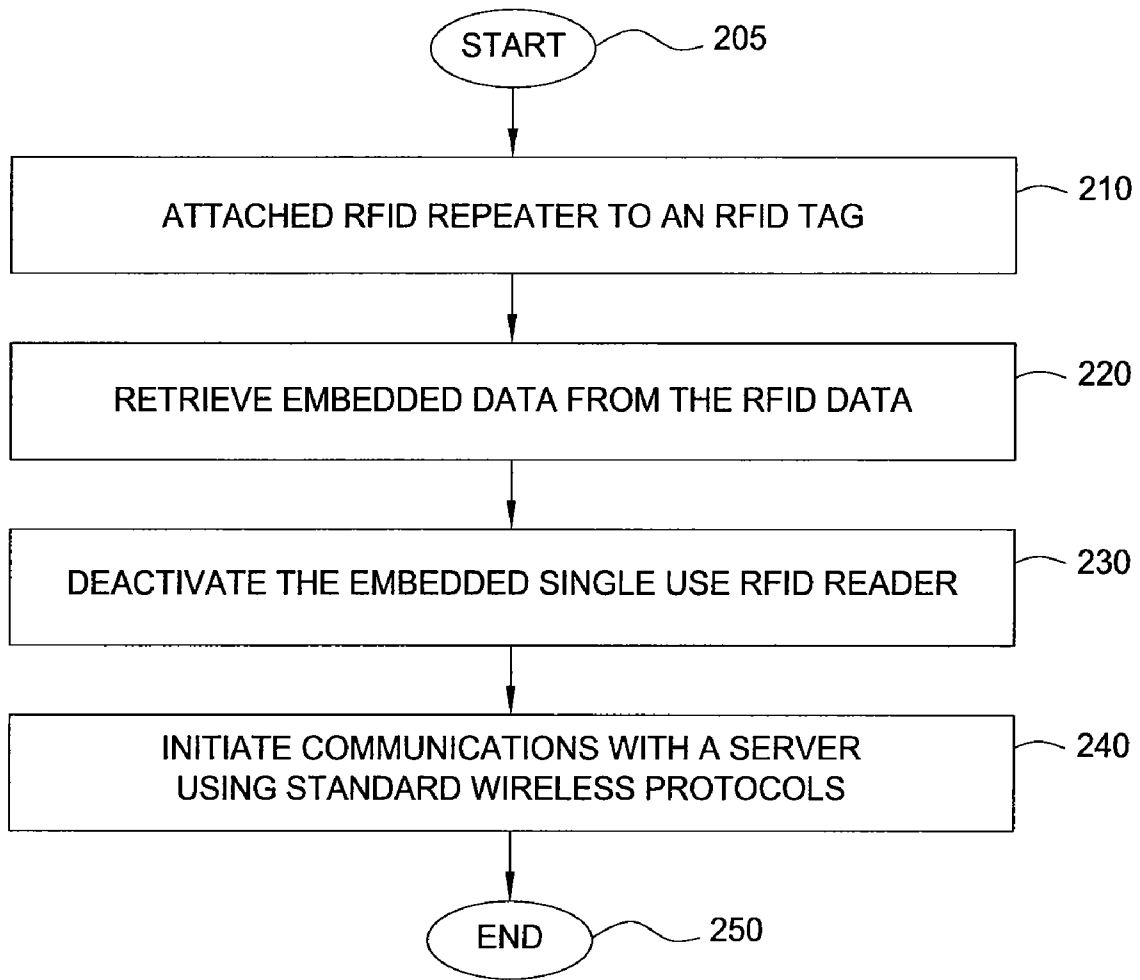 START
205
ATTACHED RFID REPEATER TO AN RFID TAG
210
RETRIEVE EMBEDDED DATA FROM THE RFID DATA
220
DEACTIVATE THE EMBEDDED SINGLE USE RFID READER
230
INITIATE COMMUNICATIONS WITH A SERVER
USING STANDARD WIRELESS PROTOCOLS
240
END
250